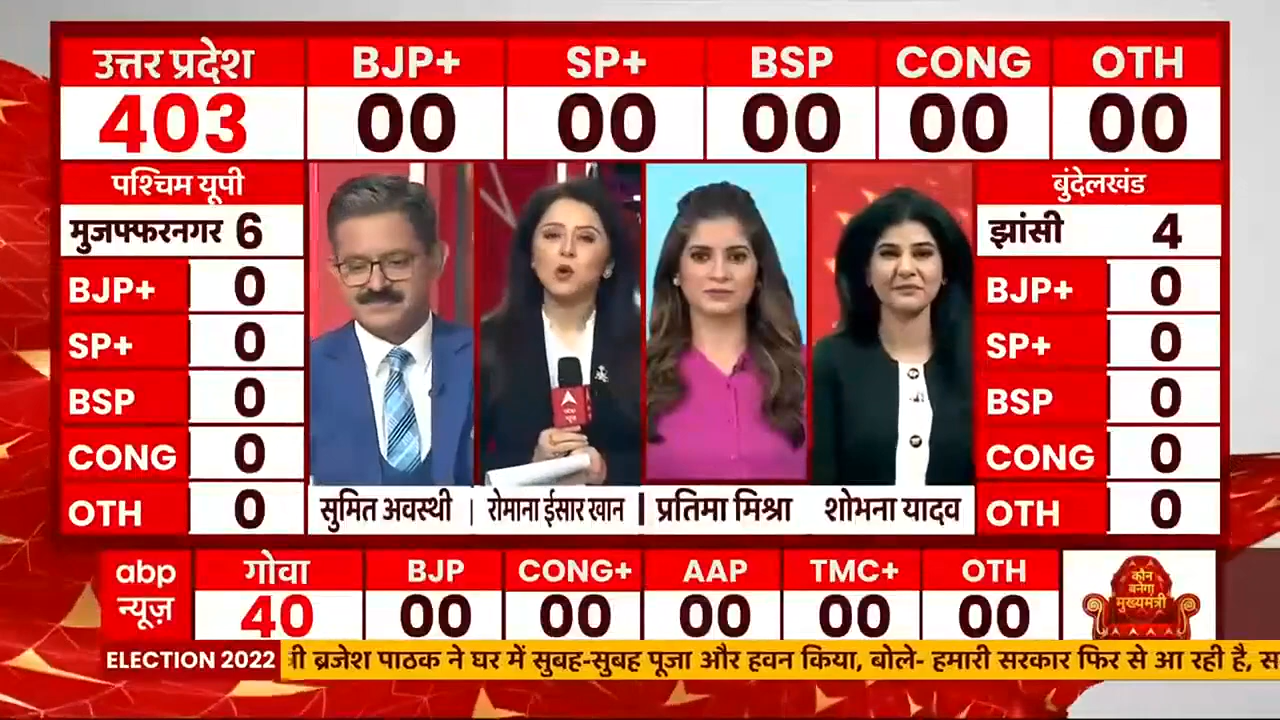 उत्तर प्रदेश BJP+ SP+ BSP CONG OTH
403 00 00 00 00 00
पश्चिम यूपी
मुजफ्फरनगर 6
BJP+ 0
SP+ 0
BSP 0
CONG 0
OTH 0
बुंदेलखंड
झांसी 4
BJP+ 0
SP+ 0
BSP 0
CONG 0
OTH 0
abp न्यूज़
सुमित अवस्थी | रोमाना ईसार खान | प्रतिमा मिश्रा शोभना यादव
abp
न्यूज़
गोवा BJP CONG+ AAP TMC+ OTH
40 00 00 00 00 00
कौन
बनेगा
मुख्यमंत्री
ELECTION 2022 ब्रजेश पाठक ने घर में सुबह-सुबह पूजा और हवन किया, बोले- हमारी सरकार फिर से आ रही है,